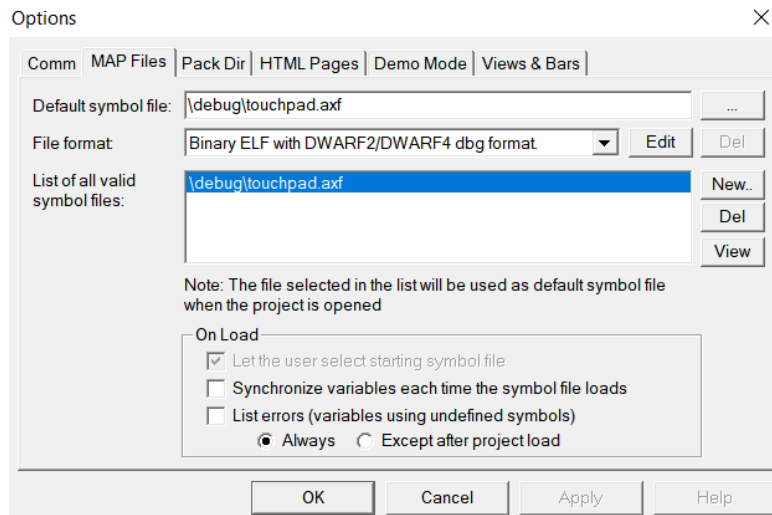 Options
Comm MAP Files Pack Dir HTML Pages Demo Mode Views & Bars
Default symbol file: \debug\touchpad.axf ...
File format: Binary ELF with DWARF2/DWARF4 dbg format. Edit Del
List of all valid
symbol files:
\debug\touchpad.axf
New..
Del
View
Note: The file selected in the list will be used as default symbol file
when the project is opened
On Load
Let the user select starting symbol file
Synchronize variables each time the symbol file loads
List errors (variables using undefined symbols)
Always Except after project load
OK Cancel Apply Help